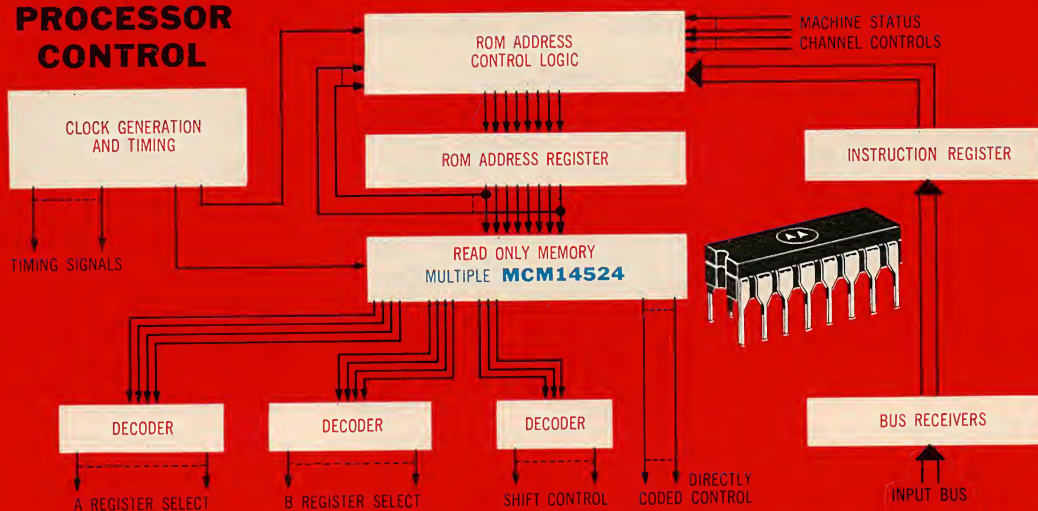 PROCESSOR
CONTROL
ROM ADDRESS
CONTROL LOGIC
MACHINE STATUS
CHANNEL CONTROLS
CLOCK GENERATION
AND TIMING
ROM ADDRESS REGISTER
INSTRUCTION REGISTER
TIMING SIGNALS
READ ONLY MEMORY
MULTIPLE MCM14524
DECODER
DECODER
DECODER
BUS RECEIVERS
A REGISTER SELECT
B REGISTER SELECT
SHIFT CONTROL
DIRECTLY
CODED CONTROL
INPUT BUS